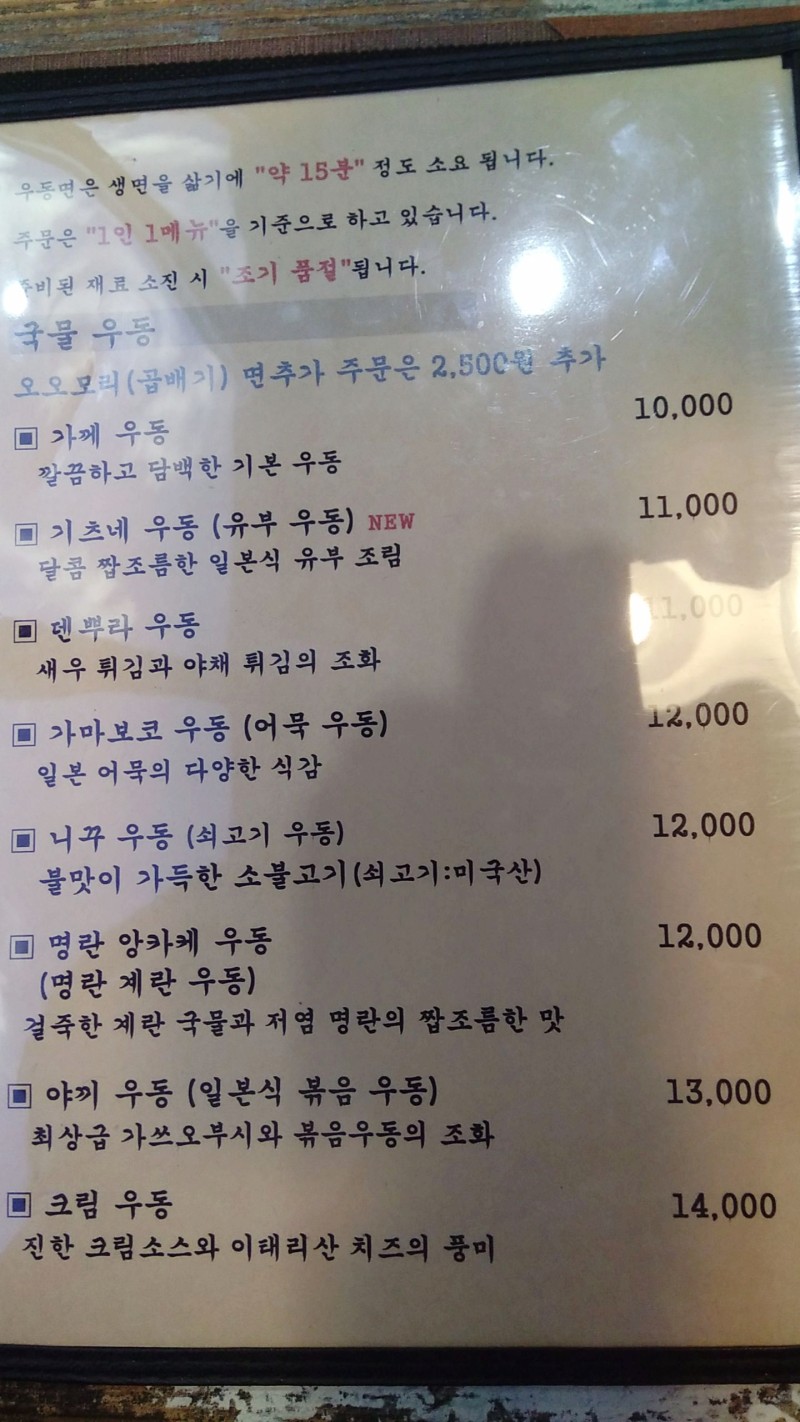 우동면은 생면을 삶기에 "약 15분" 정도 소요 됩니다.
주문은 "1인 1메뉴"을 기준으로 하고 있습니다.
준비된 재료 소진 시 "조기 품절"됩니다.
국물 우동
오오모리(곱배기) 면추가 주문은 2,500원 추가
▣ 가께 우동 10,000
깔끔하고 담백한 기본 우동
▣ 기츠네 우동 (유부 우동) NEW 11,000
달콤 짭조름한 일본식 유부 조림
▣ 덴뿌라 우동 11,000
새우 튀김과 야채 튀김의 조화
▣ 가마보코 우동 (어묵 우동) 12,000
일본 어묵의 다양한 식감
▣ 니꾸 우동 (쇠고기 우동) 12,000
불맛이 가득한 소불고기(쇠고기:미국산)
▣ 명란 앙카케 우동 12,000
(명란 계란 우동)
걸죽한 계란 국물과 저염 명란의 짭조름한 맛
▣ 야끼 우동 (일본식 볶음 우동) 13,000
최상급 가쓰오부시와 볶음우동의 조화
▣ 크림 우동 14,000
진한 크림소스와 이태리산 치즈의 풍미